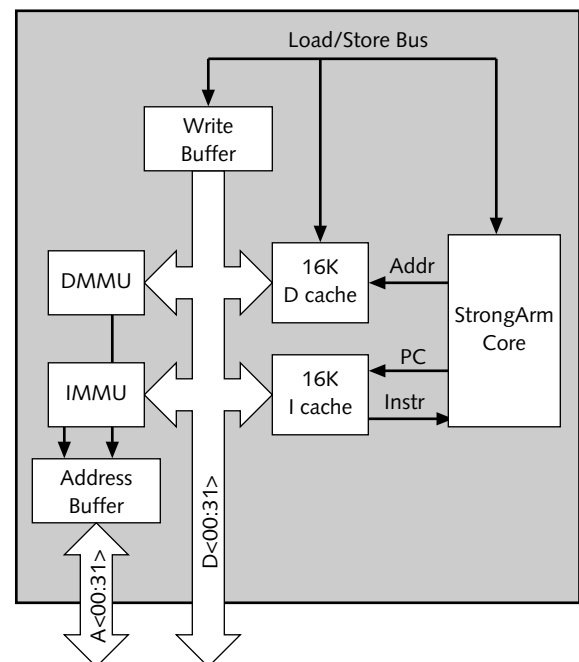 Load/Store Bus
Write
Buffer
DMMU
16K
D cache
Addr
StrongArm
Core
IMMU
16K
I cache
PC
Instr
Address
Buffer
A<00:31>
D<00:31>